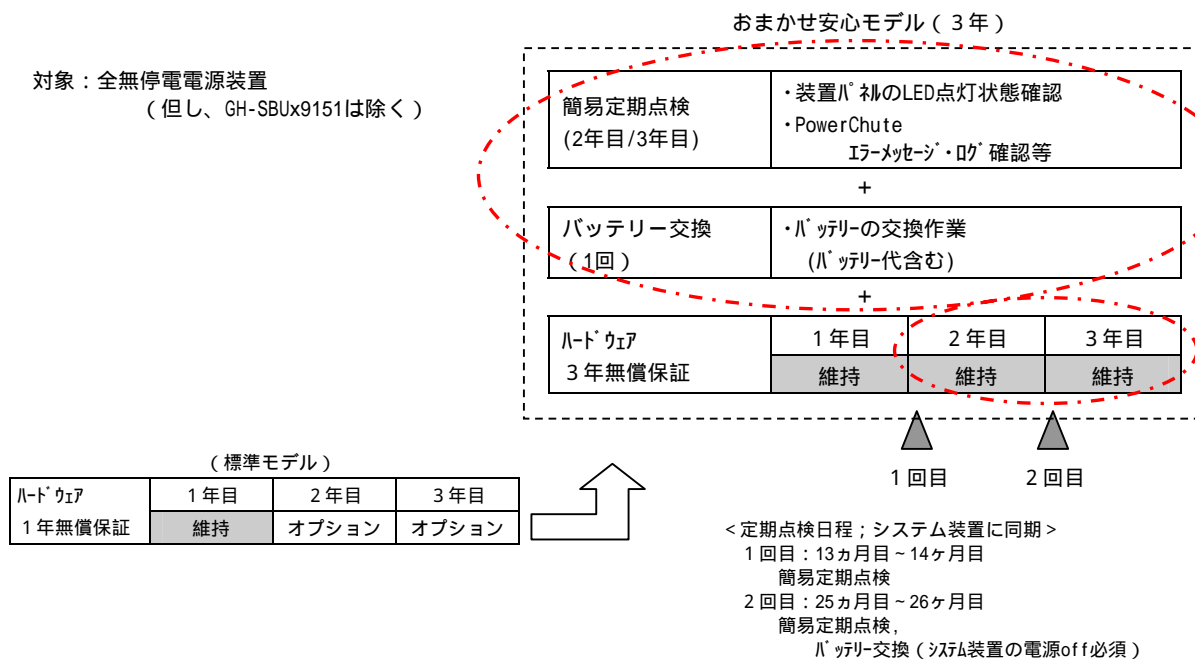 おまかせ安心モデル（３年）
対象：全無停電電源装置
（但し、GH-SBUx9151は除く）
簡易定期点検
(2年目/3年目)
・装置ﾊﾟﾈﾙのLED点灯状態確認
・PowerChute
ｴﾗｰﾒｯｾｰｼﾞ・ﾛｸﾞ確認等
+
バッテリー交換
（1回）
・ﾊﾞｯﾃﾘｰの交換作業
(ﾊﾞｯﾃﾘｰ代含む)
+
ﾊｰﾄﾞｳｪｱ
３年無償保証
１年目 ２年目 ３年目
維持 維持 維持
１回目 ２回目
（標準モデル）
ﾊｰﾄﾞｳｪｱ
１年無償保証
１年目 ２年目 ３年目
維持 オプション オプション
＜定期点検日程；システム装置に同期＞
１回目：13ヵ月目～14ヶ月目
簡易定期点検
２回目：25ヵ月目～26ヶ月目
簡易定期点検，
ﾊﾞｯﾃﾘｰ交換（ｼｽﾃﾑ装置の電源off必須）